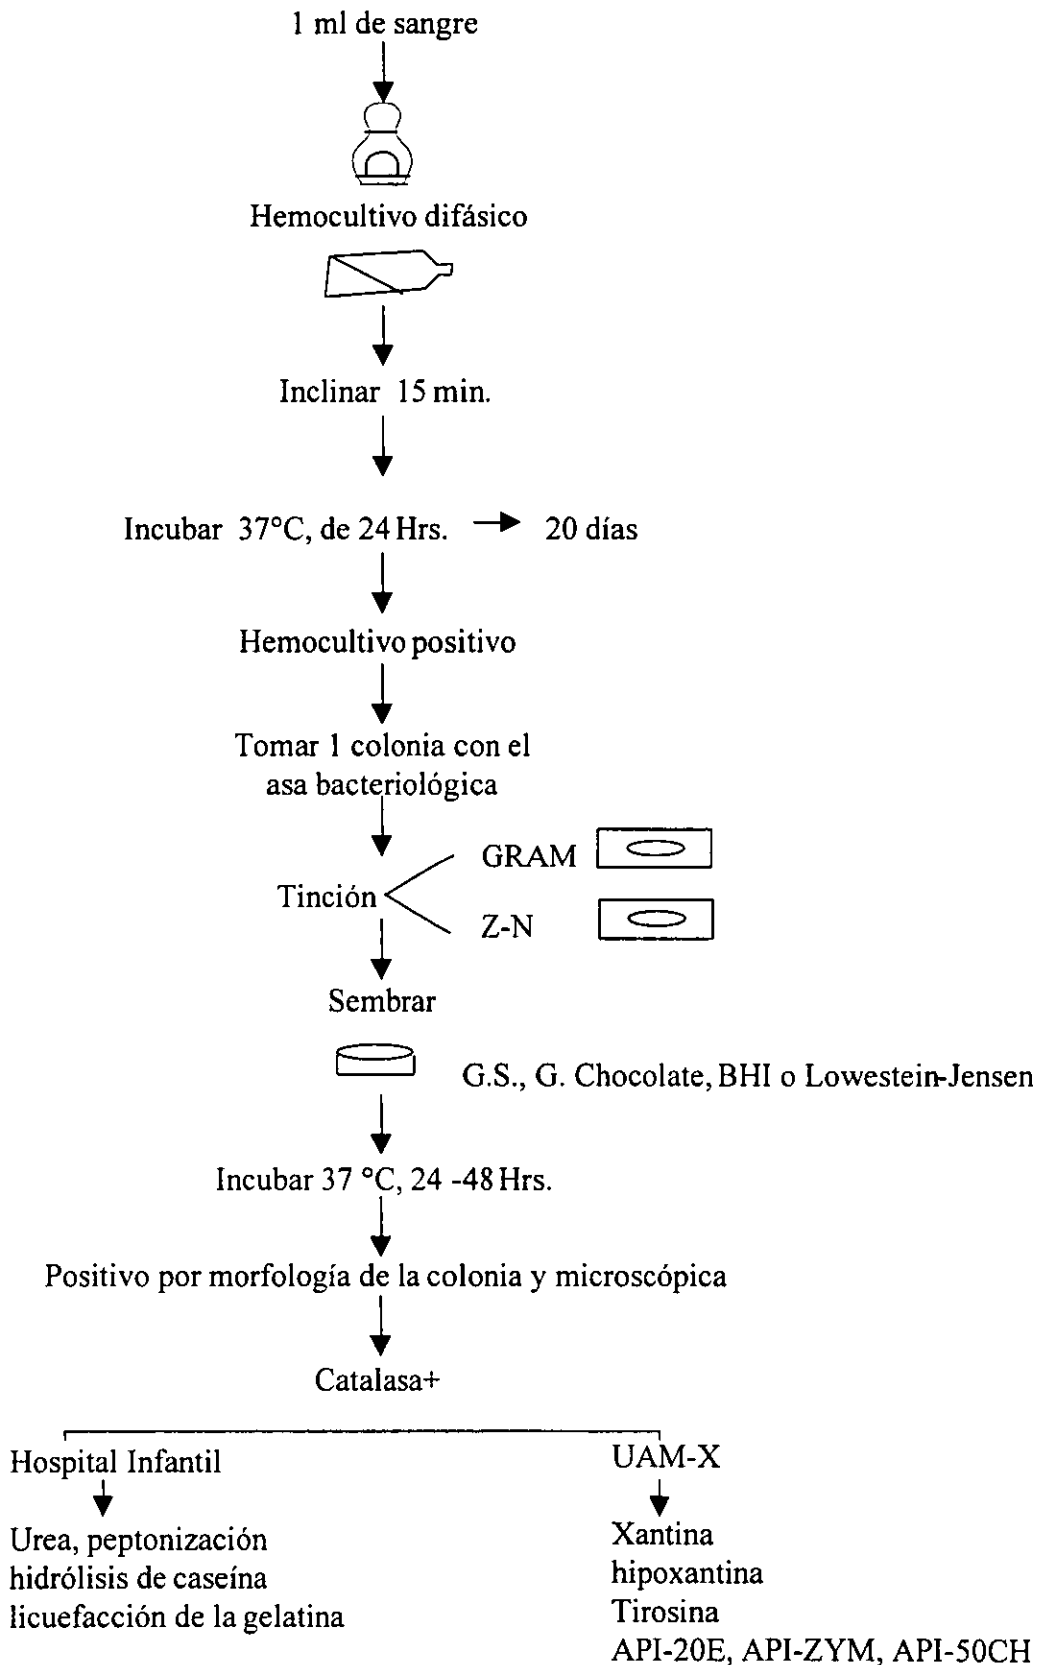 1 ml de sangre
Hemocultivo difásico
Inclinar 15 min.
Incubar 37°C, de 24 Hrs. → 20 días
Hemocultivo positivo
Tomar 1 colonia con el
asa bacteriológica
GRAM
Tinción
Z-N
Sembrar
G.S., G. Chocolate, BHI o Lowestein-Jensen
Incubar 37 °C, 24 -48 Hrs.
Positivo por morfología de la colonia y microscópica
Catalasa+
Hospital Infantil
Urea, peptonización
hidrólisis de caseína
licuefacción de la gelatina
UAM-X
Xantina
hipoxantina
Tirosina
API-20E, API-ZYM, API-50CH